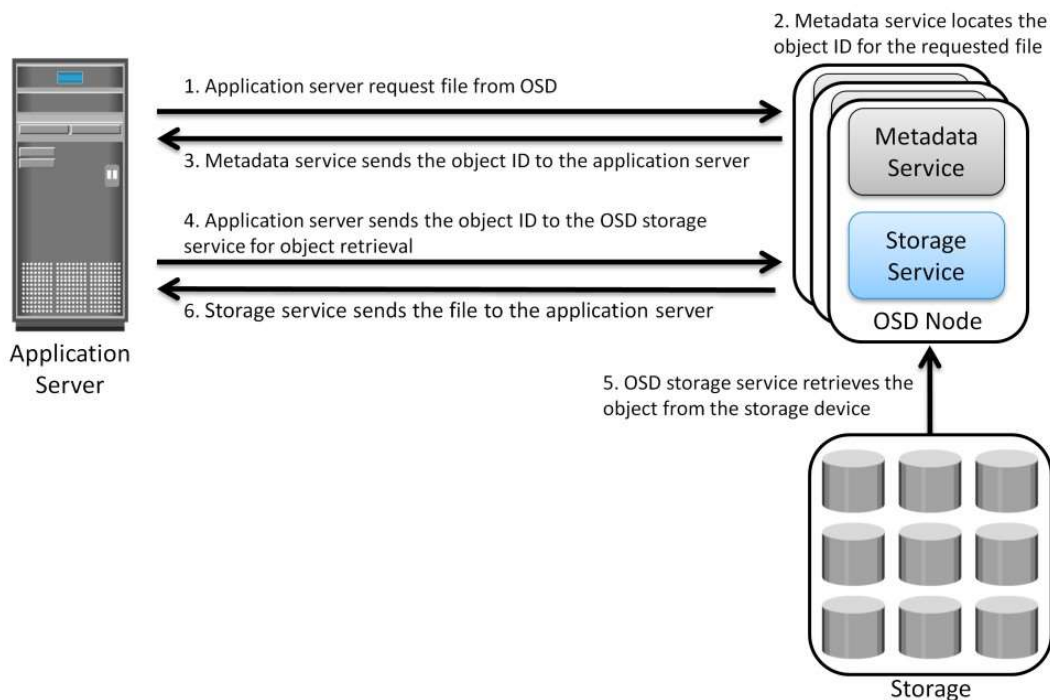 2. Metadata service locates the
object ID for the requested file
1. Application server request file from OSD
3. Metadata service sends the object ID to the application server
4. Application server sends the object ID to the OSD storage
service for object retrieval
6. Storage service sends the file to the application server
Metadata
Service
Storage
Service
OSD Node
Application
Server
5. OSD storage service retrieves the
object from the storage device
Storage